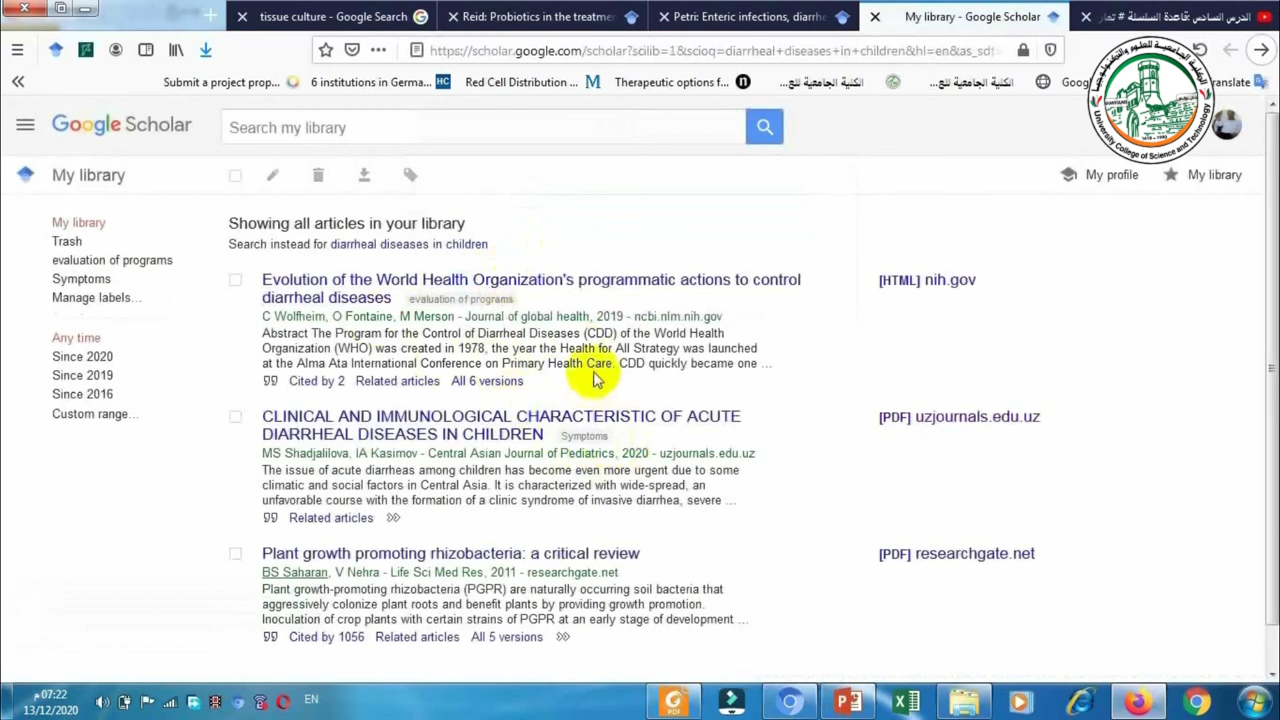 tissue culture - Google Search
Reid: Probiotics in the treatme
Petri: Enteric infections, diarrhe
My library - Google Scholar
الدرس السادس :قاعدة السلسلة # تمار
https://scholar.google.com/scholar?scilib=1&scioq=diarrheal+diseases+in+children&hl=en&as_sdt
Submit a project prop...
6 institutions in Germa...
HC
Red Cell Distribution ...
M
Therapeutic options f...
n
الكلية الجامعية للع...
الكلية الجامعية للع...
Goog
Translate
University College of Science and Technology
Google Scholar
Search my library
My library
My profile
My library
My library
Trash
evaluation of programs
Symptoms
Manage labels...
Any time
Since 2020
Since 2019
Since 2016
Custom range...
Showing all articles in your library
Search instead for diarrheal diseases in children
Evolution of the World Health Organization's programmatic actions to control
diarrheal diseases evaluation of programs
C Wolfheim, O Fontaine, M Merson - Journal of global health, 2019 - ncbi.nlm.nih.gov
Abstract The Program for the Control of Diarrheal Diseases (CDD) of the World Health
Organization (WHO) was created in 1978, the year the Health for All Strategy was launched
at the Alma Ata International Conference on Primary Health Care. CDD quickly became one ...
Cited by 2 Related articles All 6 versions
[HTML] nih.gov
CLINICAL AND IMMUNOLOGICAL CHARACTERISTIC OF ACUTE
DIARRHEAL DISEASES IN CHILDREN Symptoms
MS Shadjalilova, IA Kasimov - Central Asian Journal of Pediatrics, 2020 - uzjournals.edu.uz
The issue of acute diarrheas among children has become even more urgent due to some
climatic and social factors in Central Asia. It is characterized with wide-spread, an
unfavorable course with the formation of a clinic syndrome of invasive diarrhea, severe ...
Related articles
[PDF] uzjournals.edu.uz
Plant growth promoting rhizobacteria: a critical review
BS Saharan, V Nehra - Life Sci Med Res, 2011 - researchgate.net
Plant growth-promoting rhizobacteria (PGPR) are naturally occurring soil bacteria that
aggressively colonize plant roots and benefit plants by providing growth promotion.
Inoculation of crop plants with certain strains of PGPR at an early stage of development ...
Cited by 1056 Related articles All 5 versions
[PDF] researchgate.net
07:22 م
13/12/2020
EN
PDF